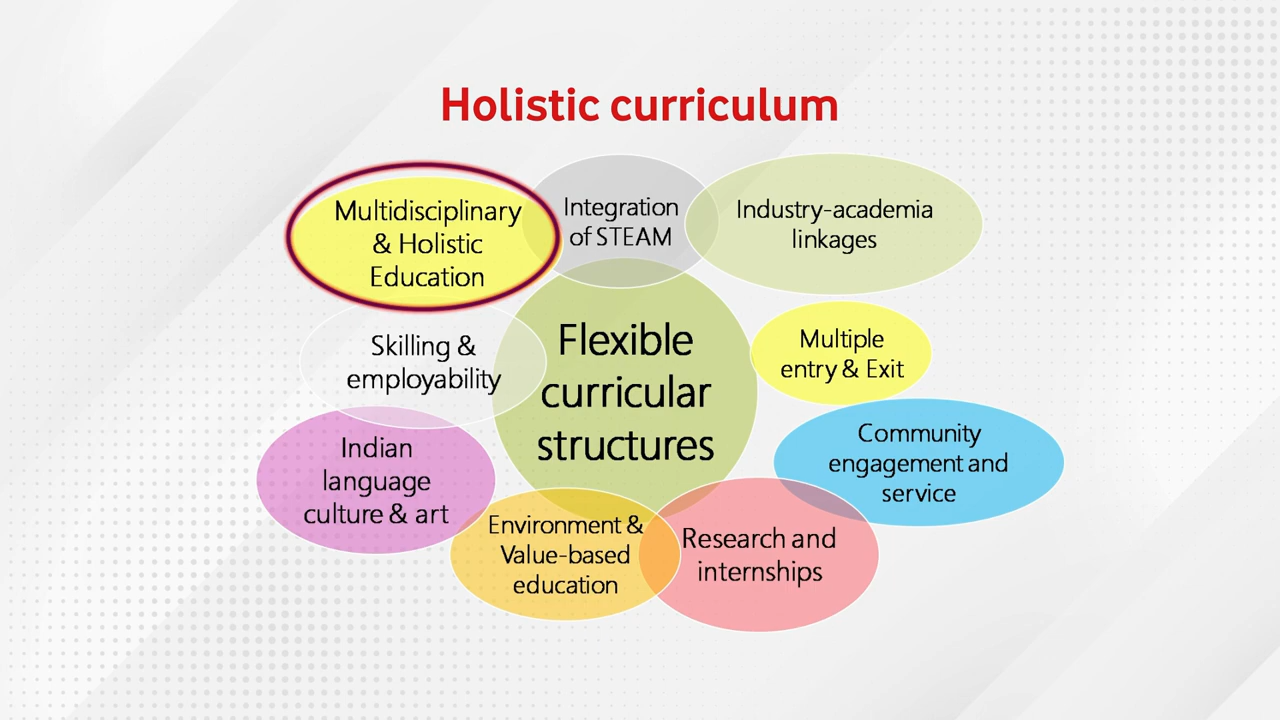 Holistic curriculum
Multidisciplinary
& Holistic
Education
Integration
of STEAM
Industry-academia
linkages
Skilling &
employability
Flexible
curricular
structures
Multiple
entry & Exit
Indian
language
culture & art
Community
engagement and
service
Environment &
Value-based
education
Research and
internships